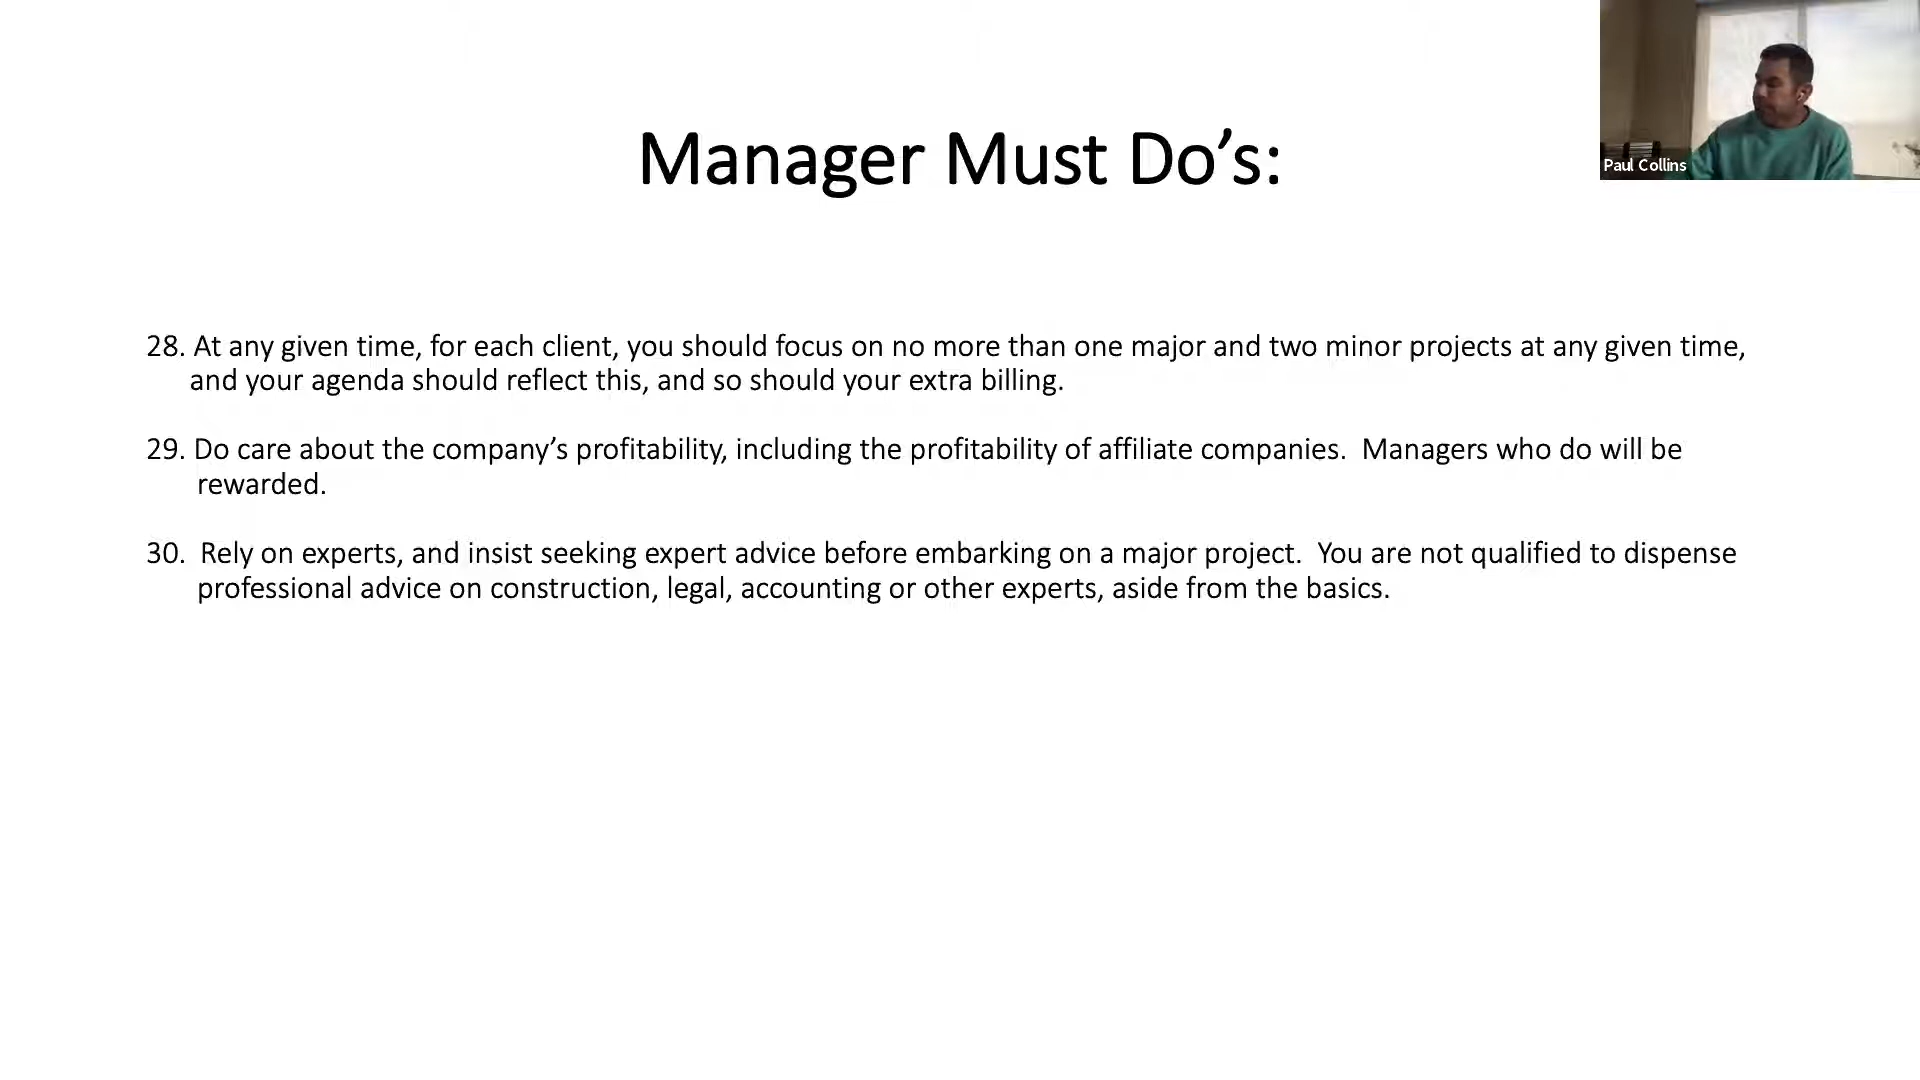 Paul Collins
Manager Must Do’s:
28. At any given time, for each client, you should focus on no more than one major and two minor projects at any given time,
and your agenda should reflect this, and so should your extra billing.
29. Do care about the company’s profitability, including the profitability of affiliate companies.  Managers who do will be
rewarded.
30.  Rely on experts, and insist seeking expert advice before embarking on a major project.  You are not qualified to dispense
professional advice on construction, legal, accounting or other experts, aside from the basics.